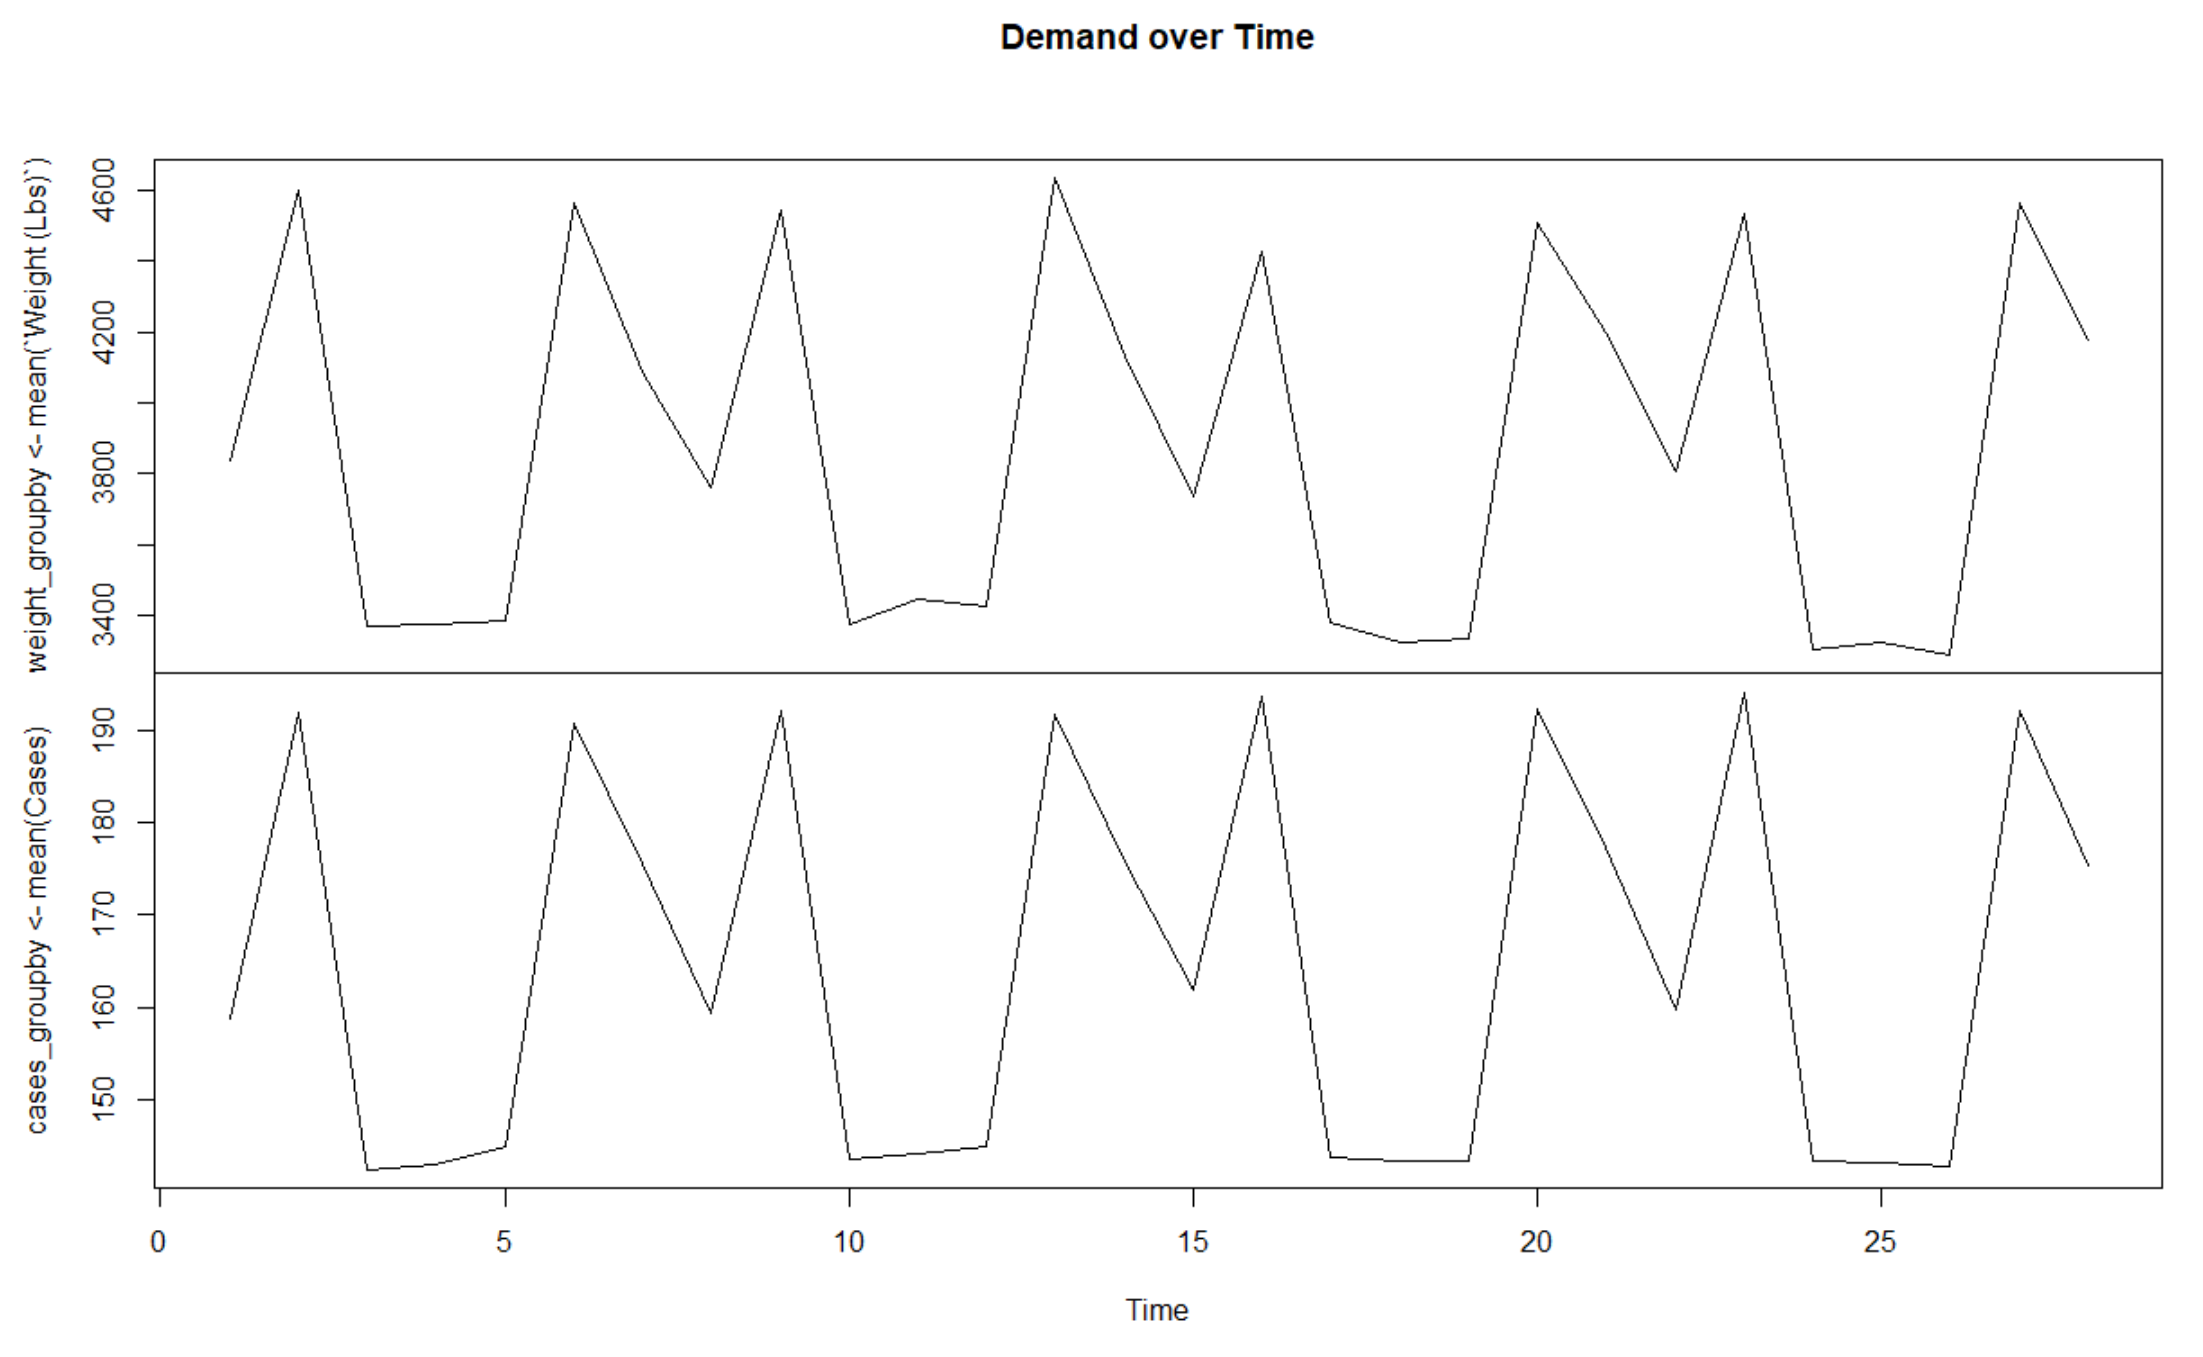 Demand over Time
weight_groupby <- mean(`Weight (Lbs)`)
4600
4200
3800
3400
cases_groupby <- mean(Cases)
190
180
170
160
150
0 5 10 15 20 25
Time